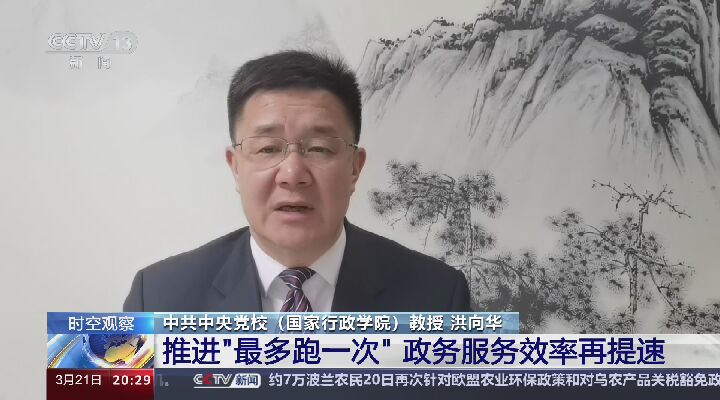 CCTV 13
新闻
时空观察
中共中央党校（国家行政学院）教授 洪向华
推进"最多跑一次" 政务服务效率再提速
3月21日 20:29 CCTV新闻 约7万波兰农民20日再次针对欧盟农业环保政策和对乌农产品关税豁免政